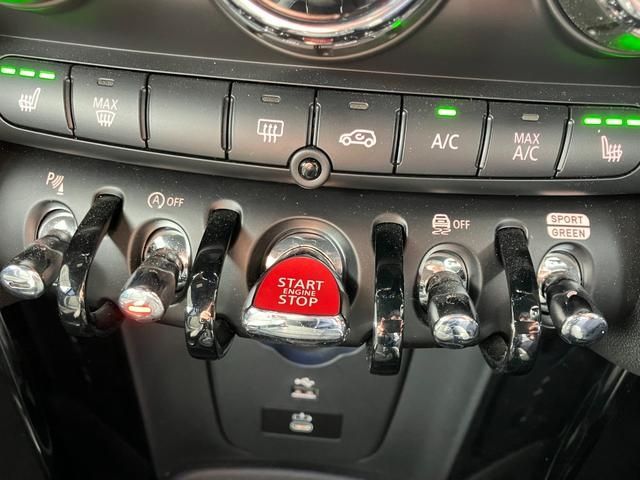 MAX
A/C
MAX
A/C
P
A OFF
START
ENGINE
STOP
OFF
SPORT
GREEN